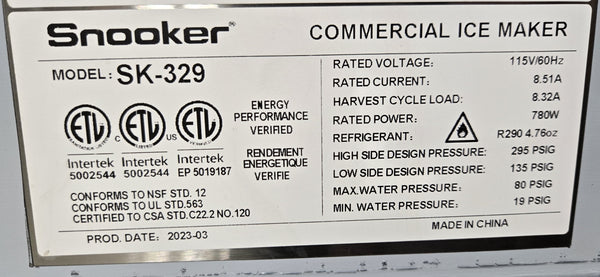 Snooker
COMMERCIAL ICE MAKER
MODEL: SK-329
ETL
C ETL US
ETL
Intertek
5002544
Intertek
5002544
Intertek
EP 5019187
ENERGY
PERFORMANCE
VERIFIED
RENDEMENT
ENERGETIQUE
VERIFIE
CONFORMS TO NSF STD. 12
CONFORMS TO UL STD.563
CERTIFIED TO CSA STD.C22.2 NO.120
PROD. DATE: 2023-03
RATED VOLTAGE: 115V/60Hz
RATED CURRENT: 8.51A
HARVEST CYCLE LOAD: 8.32A
RATED POWER: 780W
REFRIGERANT: R290 4.76oz
HIGH SIDE DESIGN PRESSURE: 295 PSIG
LOW SIDE DESIGN PRESSURE: 135 PSIG
MAX.WATER PRESSURE: 80 PSIG
MIN. WATER PRESSURE: 19 PSIG
MADE IN CHINA